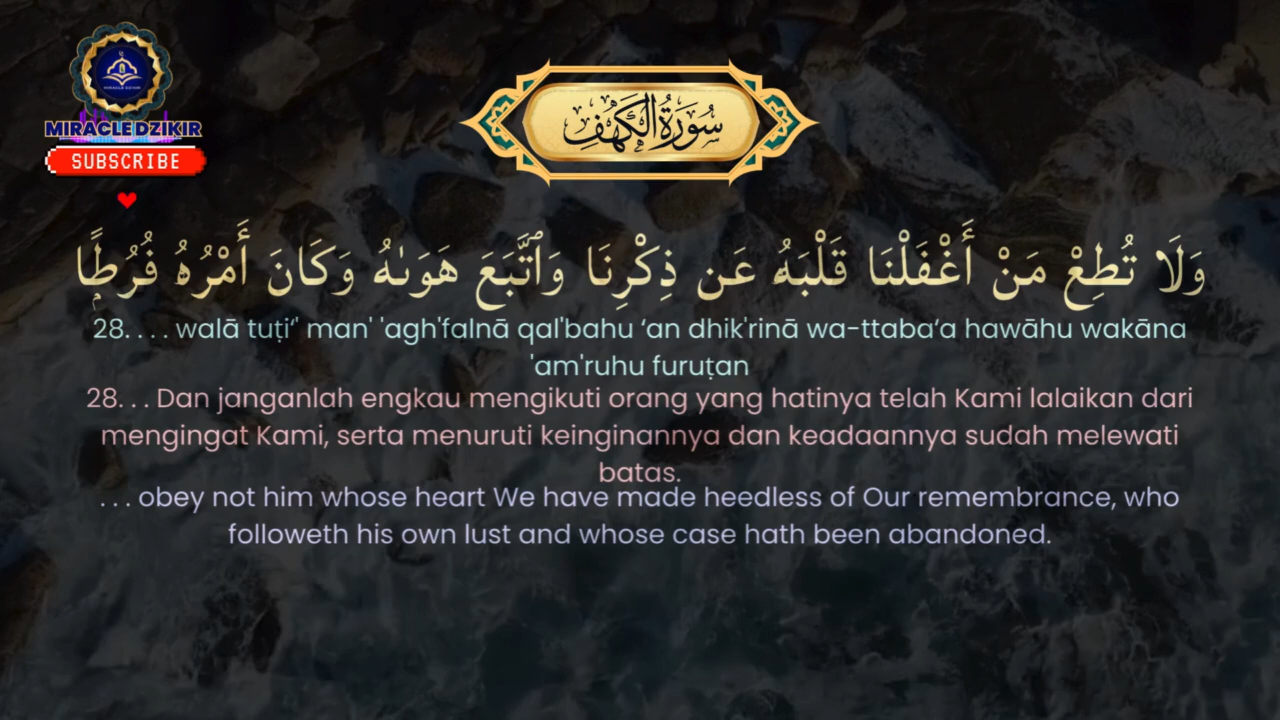 MIRACLE DZIKIR
MIRACLEDZIKIR
SUBSCRIBE
سُورَةُ الكَهْفِ
وَلَا تُطِعْ مَنْ أَغْفَلْنَا قَلْبَهُۥ عَن ذِكْرِنَا وَٱتَّبَعَ هَوَىٰهُ وَكَانَ أَمْرُهُۥ فُرُطًۭا
28. . . . walā tuṭi‘' man' 'agh'falnā qal'bahu ‘an dhik'rinā wa-ttaba‘a hawāhu wakāna
'am'ruhu furuṭan
28. . . Dan janganlah engkau mengikuti orang yang hatinya telah Kami lalaikan dari
mengingat Kami, serta menuruti keinginannya dan keadaannya sudah melewati
batas.
. . . obey not him whose heart We have made heedless of Our remembrance, who
followeth his own lust and whose case hath been abandoned.